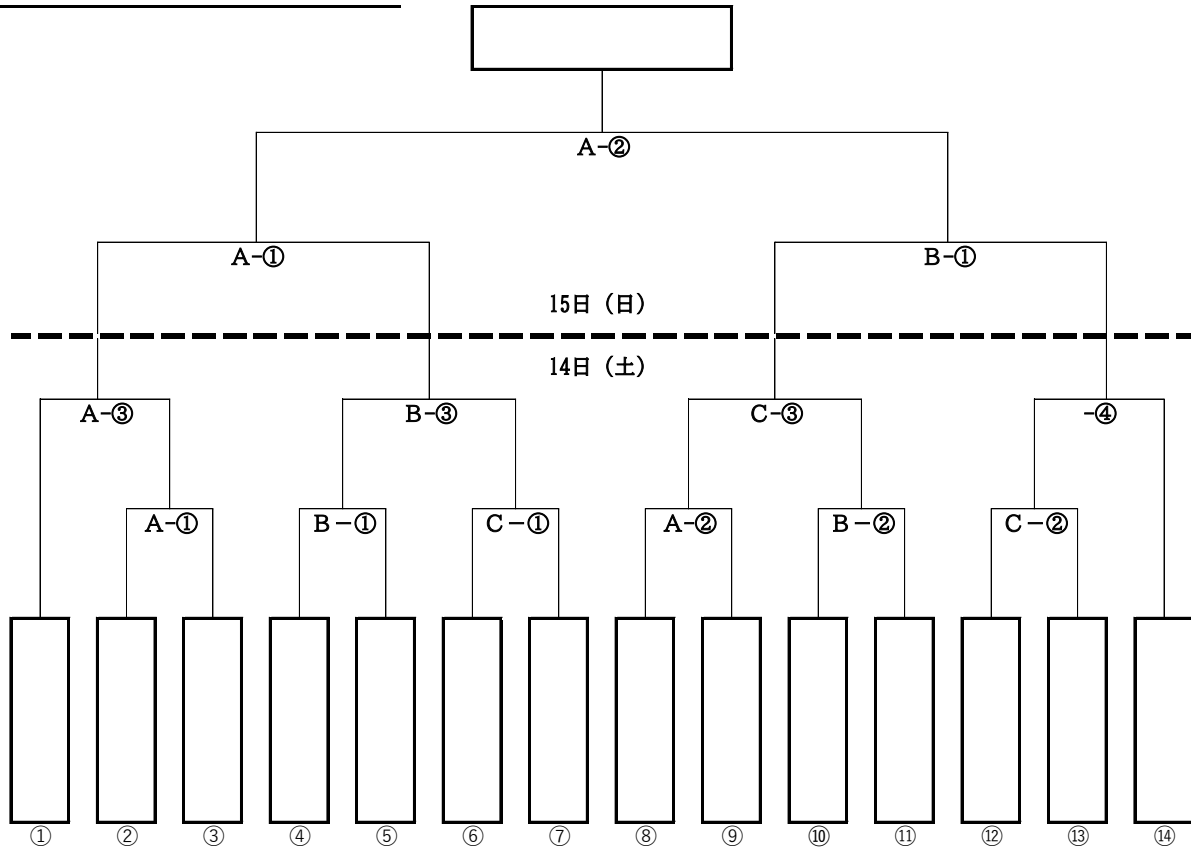 A-②
A-① B-①
15日（日）
14日（土）
A-③ B-③ C-③ -④
A-① B－① C－① A-② B－② C－②
① ② ③ ④ ⑤ ⑥ ⑦ ⑧ ⑨ ⑩ ⑪ ⑫ ⑬ ⑭